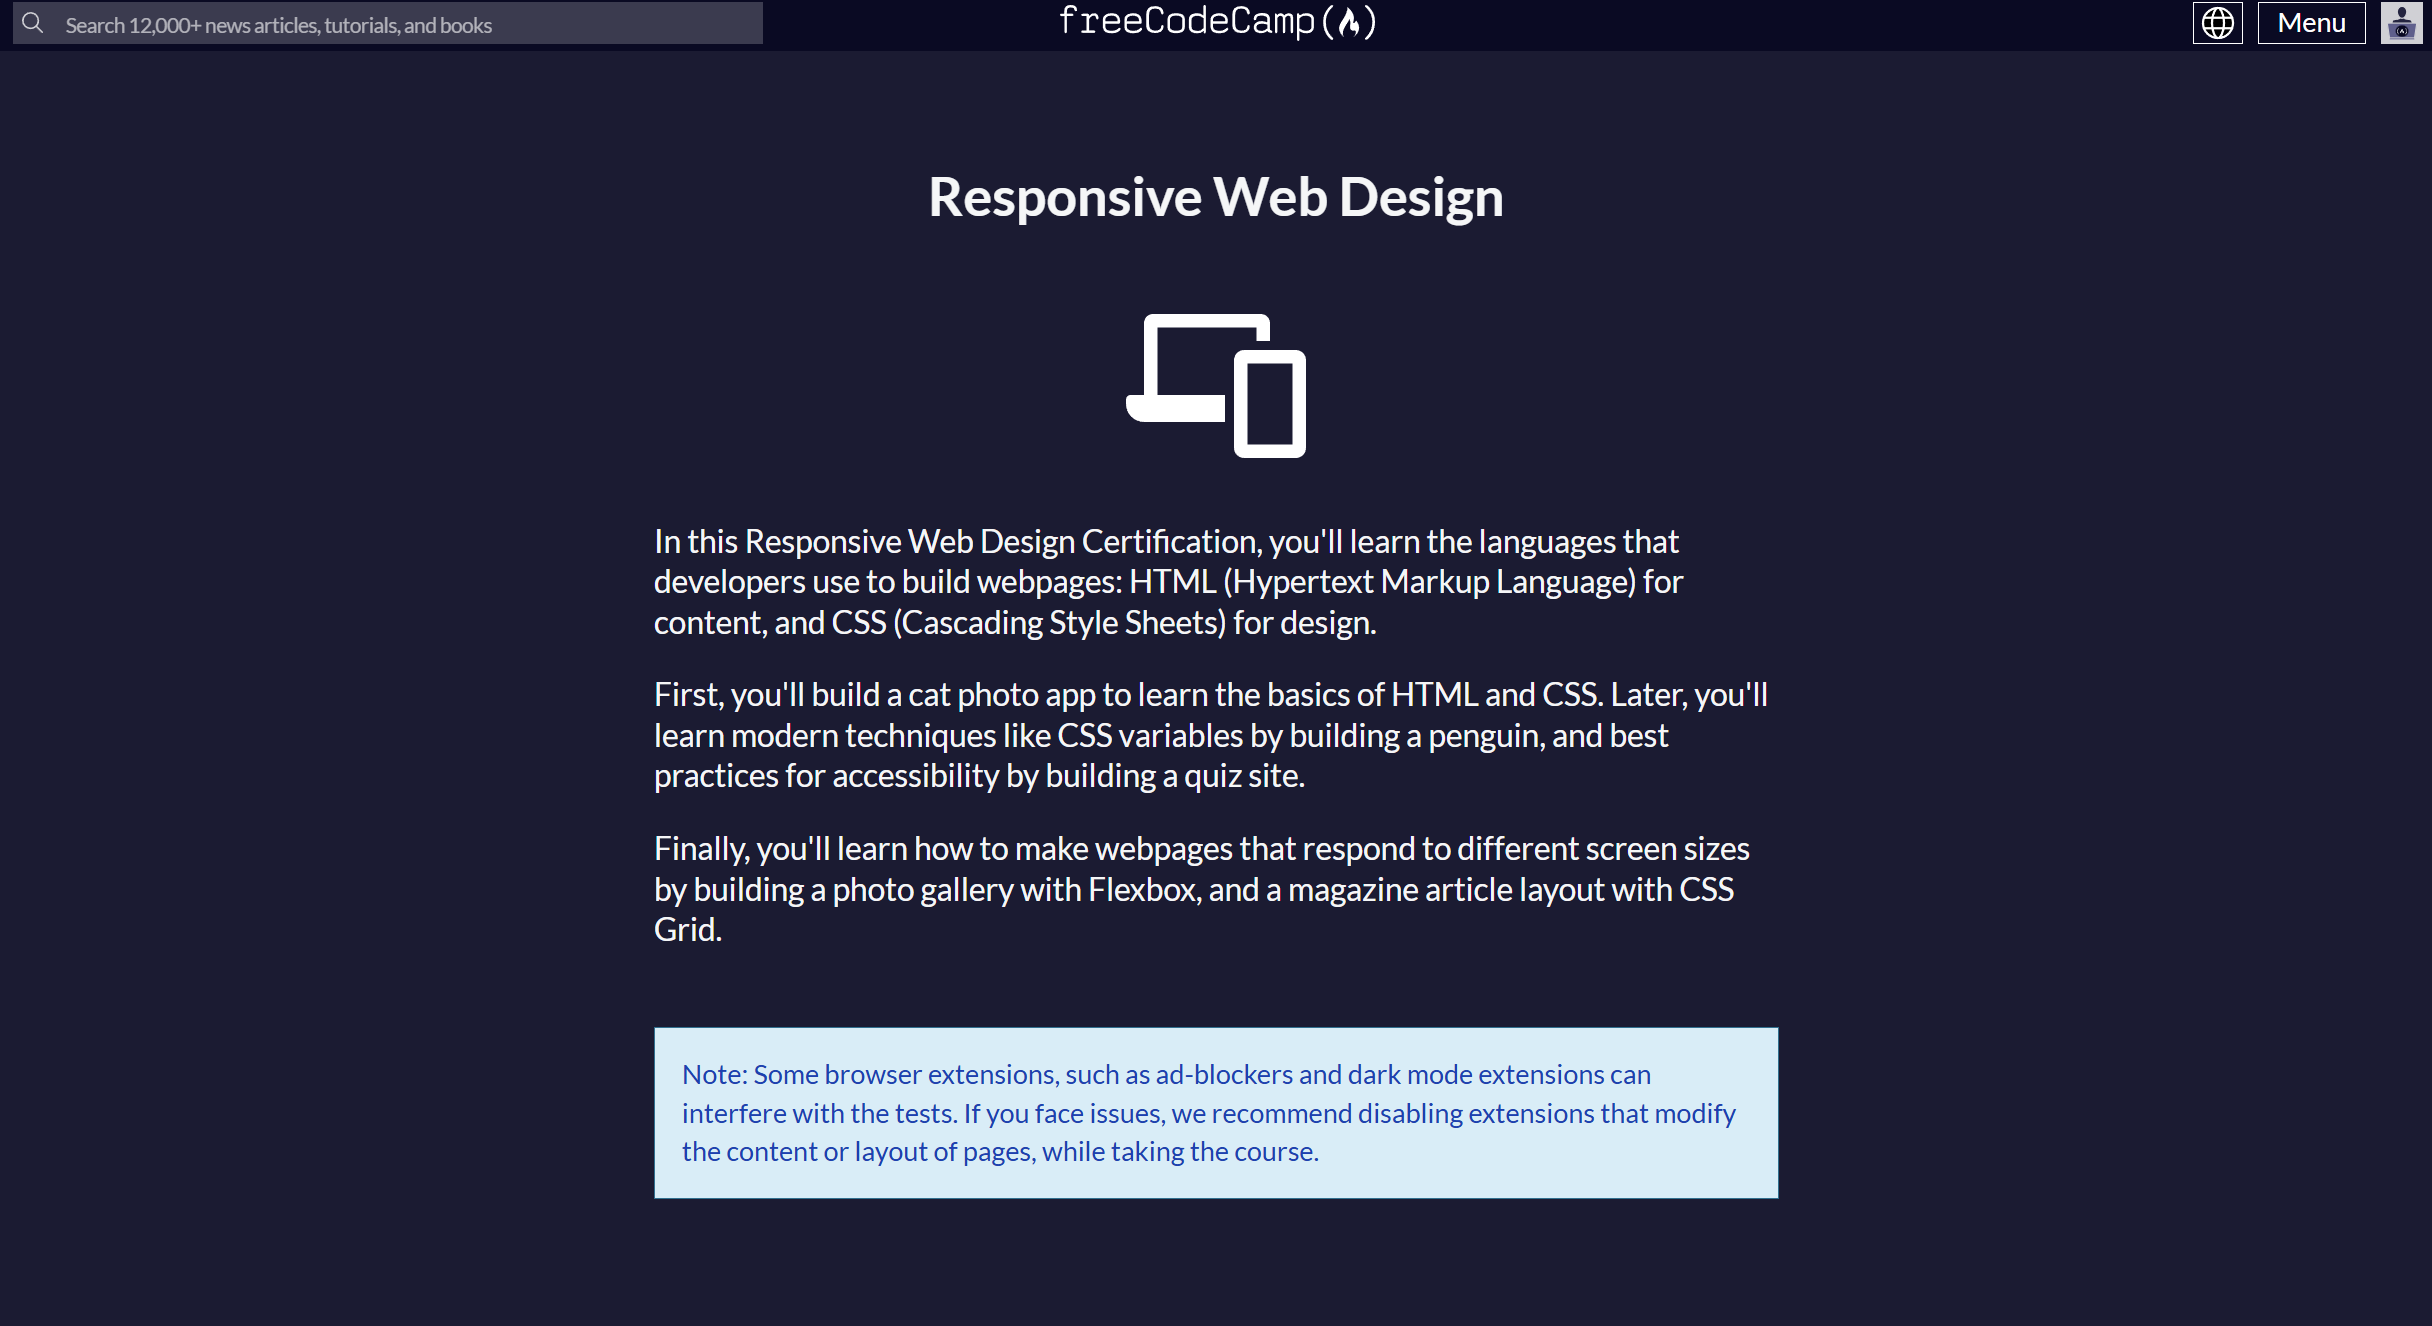 Search 12,000+ news articles, tutorials, and books
freeCodeCamp(🔥)
Menu
Responsive Web Design
In this Responsive Web Design Certification, you'll learn the languages that
developers use to build webpages: HTML (Hypertext Markup Language) for
content, and CSS (Cascading Style Sheets) for design.
First, you'll build a cat photo app to learn the basics of HTML and CSS. Later, you'll
learn modern techniques like CSS variables by building a penguin, and best
practices for accessibility by building a quiz site.
Finally, you'll learn how to make webpages that respond to different screen sizes
by building a photo gallery with Flexbox, and a magazine article layout with CSS
Grid.
Note: Some browser extensions, such as ad-blockers and dark mode extensions can
interfere with the tests. If you face issues, we recommend disabling extensions that modify
the content or layout of pages, while taking the course.